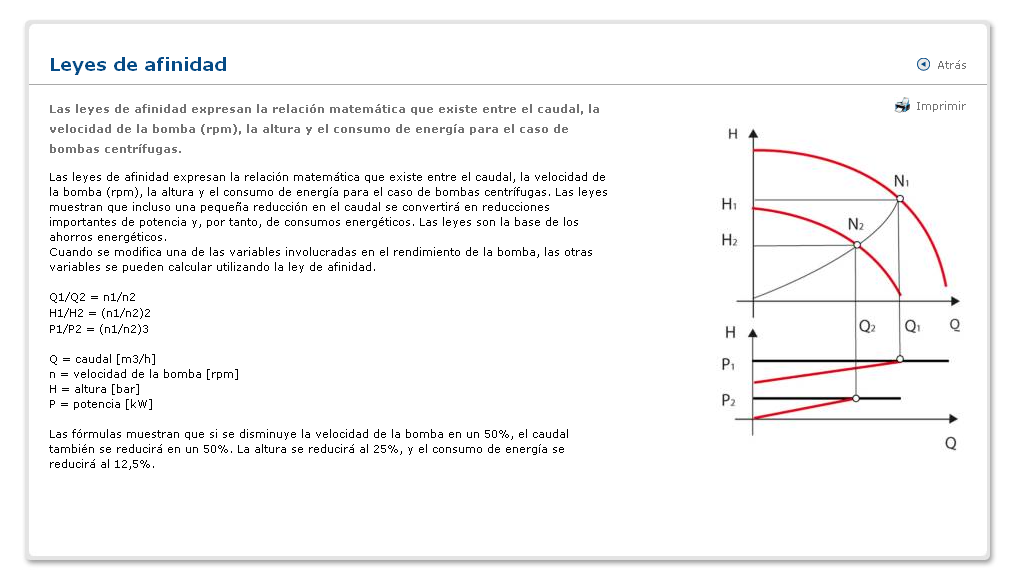 Leyes de afinidad
Atrás
Imprimir
Las leyes de afinidad expresan la relación matemática que existe entre el caudal, la
velocidad de la bomba (rpm), la altura y el consumo de energía para el caso de
bombas centrífugas.
Las leyes de afinidad expresan la relación matemática que existe entre el caudal, la velocidad de
la bomba (rpm), la altura y el consumo de energía para el caso de bombas centrífugas. Las leyes
muestran que incluso una pequeña reducción en el caudal se convertirá en reducciones
importantes de potencia y, por tanto, de consumos energéticos. Las leyes son la base de los
ahorros energéticos.
Cuando se modifica una de las variables involucradas en el rendimiento de la bomba, las otras
variables se pueden calcular utilizando la ley de afinidad.
Q1/Q2 = n1/n2
H1/H2 = (n1/n2)2
P1/P2 = (n1/n2)3
Q = caudal [m3/h]
n = velocidad de la bomba [rpm]
H = altura [bar]
P = potencia [kW]
Las fórmulas muestran que si se disminuye la velocidad de la bomba en un 50%, el caudal
también se reducirá en un 50%. La altura se reducirá al 25%, y el consumo de energía se
reducirá al 12,5%.
H
N1
H1
N2
H2
Q2 Q1 Q
H
P1
P2
Q